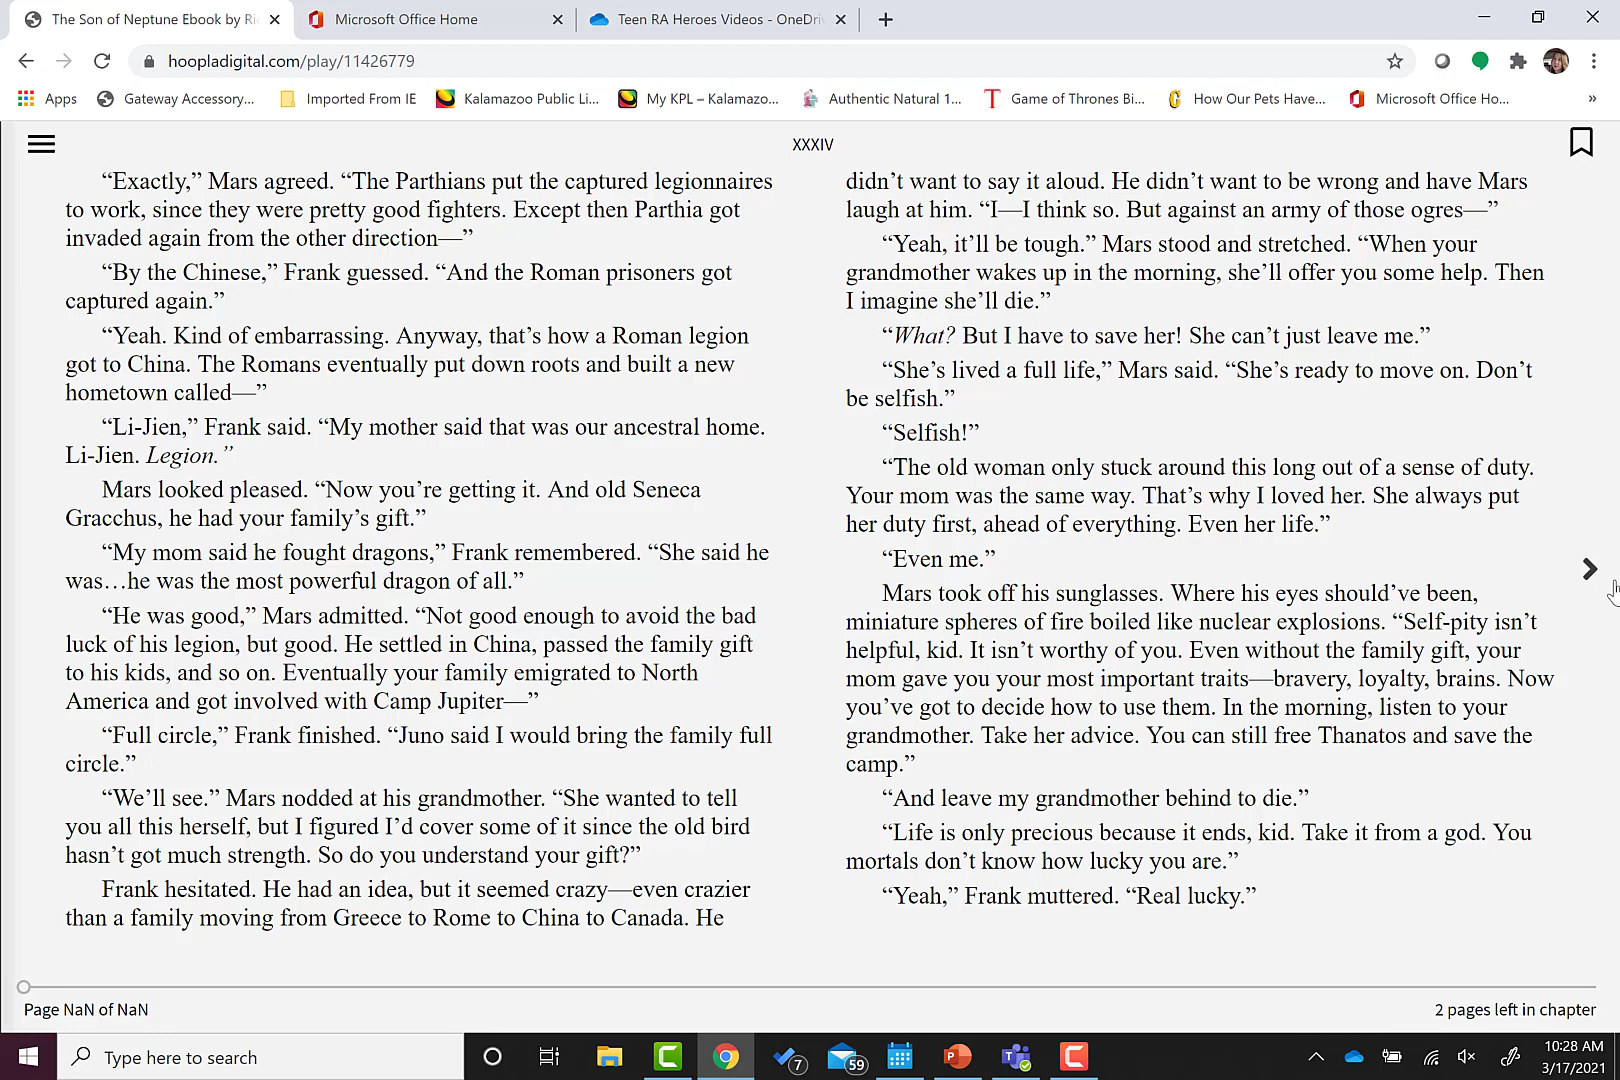 The Son of Neptune Ebook by Ri
Microsoft Office Home
Teen RA Heroes Videos - OneDri
hoopladigital.com/play/11426779
Apps
Gateway Accessory...
Imported From IE
Kalamazoo Public Li...
My KPL – Kalamazo...
Authentic Natural 1...
Game of Thrones Bi...
How Our Pets Have...
Microsoft Office Ho...
»
XXXIV
“Exactly,” Mars agreed. “The Parthians put the captured legionnaires
to work, since they were pretty good fighters. Except then Parthia got
invaded again from the other direction—”
“By the Chinese,” Frank guessed. “And the Roman prisoners got
captured again.”
“Yeah. Kind of embarrassing. Anyway, that’s how a Roman legion
got to China. The Romans eventually put down roots and built a new
hometown called—”
“Li-Jien,” Frank said. “My mother said that was our ancestral home.
Li-Jien. Legion.”
Mars looked pleased. “Now you’re getting it. And old Seneca
Gracchus, he had your family’s gift.”
“My mom said he fought dragons,” Frank remembered. “She said he
was…he was the most powerful dragon of all.”
“He was good,” Mars admitted. “Not good enough to avoid the bad
luck of his legion, but good. He settled in China, passed the family gift
to his kids, and so on. Eventually your family emigrated to North
America and got involved with Camp Jupiter—”
“Full circle,” Frank finished. “Juno said I would bring the family full
circle.”
“We’ll see.” Mars nodded at his grandmother. “She wanted to tell
you all this herself, but I figured I’d cover some of it since the old bird
hasn’t got much strength. So do you understand your gift?”
Frank hesitated. He had an idea, but it seemed crazy—even crazier
than a family moving from Greece to Rome to China to Canada. He
didn’t want to say it aloud. He didn’t want to be wrong and have Mars
laugh at him. “I—I think so. But against an army of those ogres—”
“Yeah, it’ll be tough.” Mars stood and stretched. “When your
grandmother wakes up in the morning, she’ll offer you some help. Then
I imagine she’ll die.”
“What? But I have to save her! She can’t just leave me.”
“She’s lived a full life,” Mars said. “She’s ready to move on. Don’t
be selfish.”
“Selfish!”
“The old woman only stuck around this long out of a sense of duty.
Your mom was the same way. That’s why I loved her. She always put
her duty first, ahead of everything. Even her life.”
“Even me.”
Mars took off his sunglasses. Where his eyes should’ve been,
miniature spheres of fire boiled like nuclear explosions. “Self-pity isn’t
helpful, kid. It isn’t worthy of you. Even without the family gift, your
mom gave you your most important traits—bravery, loyalty, brains. Now
you’ve got to decide how to use them. In the morning, listen to your
grandmother. Take her advice. You can still free Thanatos and save the
camp.”
“And leave my grandmother behind to die.”
“Life is only precious because it ends, kid. Take it from a god. You
mortals don’t know how lucky you are.”
“Yeah,” Frank muttered. “Real lucky.”
Page NaN of NaN
2 pages left in chapter
Type here to search
7
59
10:28 AM
3/17/2021